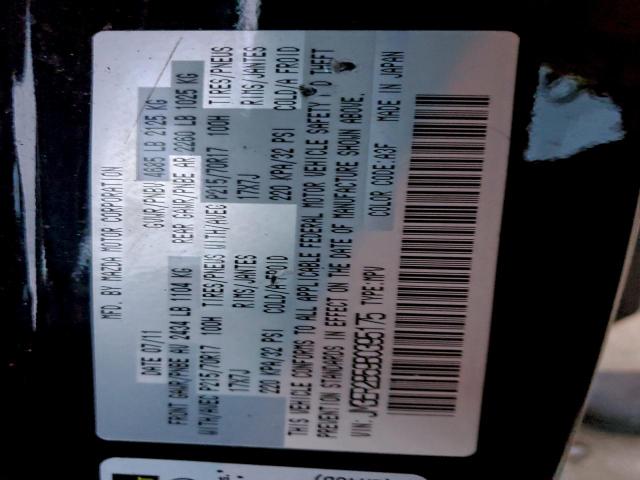 MFD. BY MAZDA MOTOR CORPORATION
DATE 07/11 GVWR/PNBV 4685 LB 2125 KG
FRONT GAWR/PNBE AV 2434 LB 1104 KG REAR GAWR/PNBE AR 2260 LB 1025 KG
WITH/AVEC P215/70R17 100H TIRES/PNEUS WITH/AVEC P215/70R17 100H TIRES/PNEUS
17X7J RIMS/JANTES 17X7J RIMS/JANTES
220 KPA/32 PSI COLD/A FROID 220 KPA/32 PSI COLD/A FROID
THIS VEHICLE CONFORMS TO ALL APPLICABLE FEDERAL MOTOR VEHICLE SAFETY THEFT
PREVENTION STANDARDS IN EFFECT ON THE DATE OF MANUFACTURE SHOWN ABOVE.
VIN: TYPE:MPV COLOR CODE:A3F MADE IN JAPAN